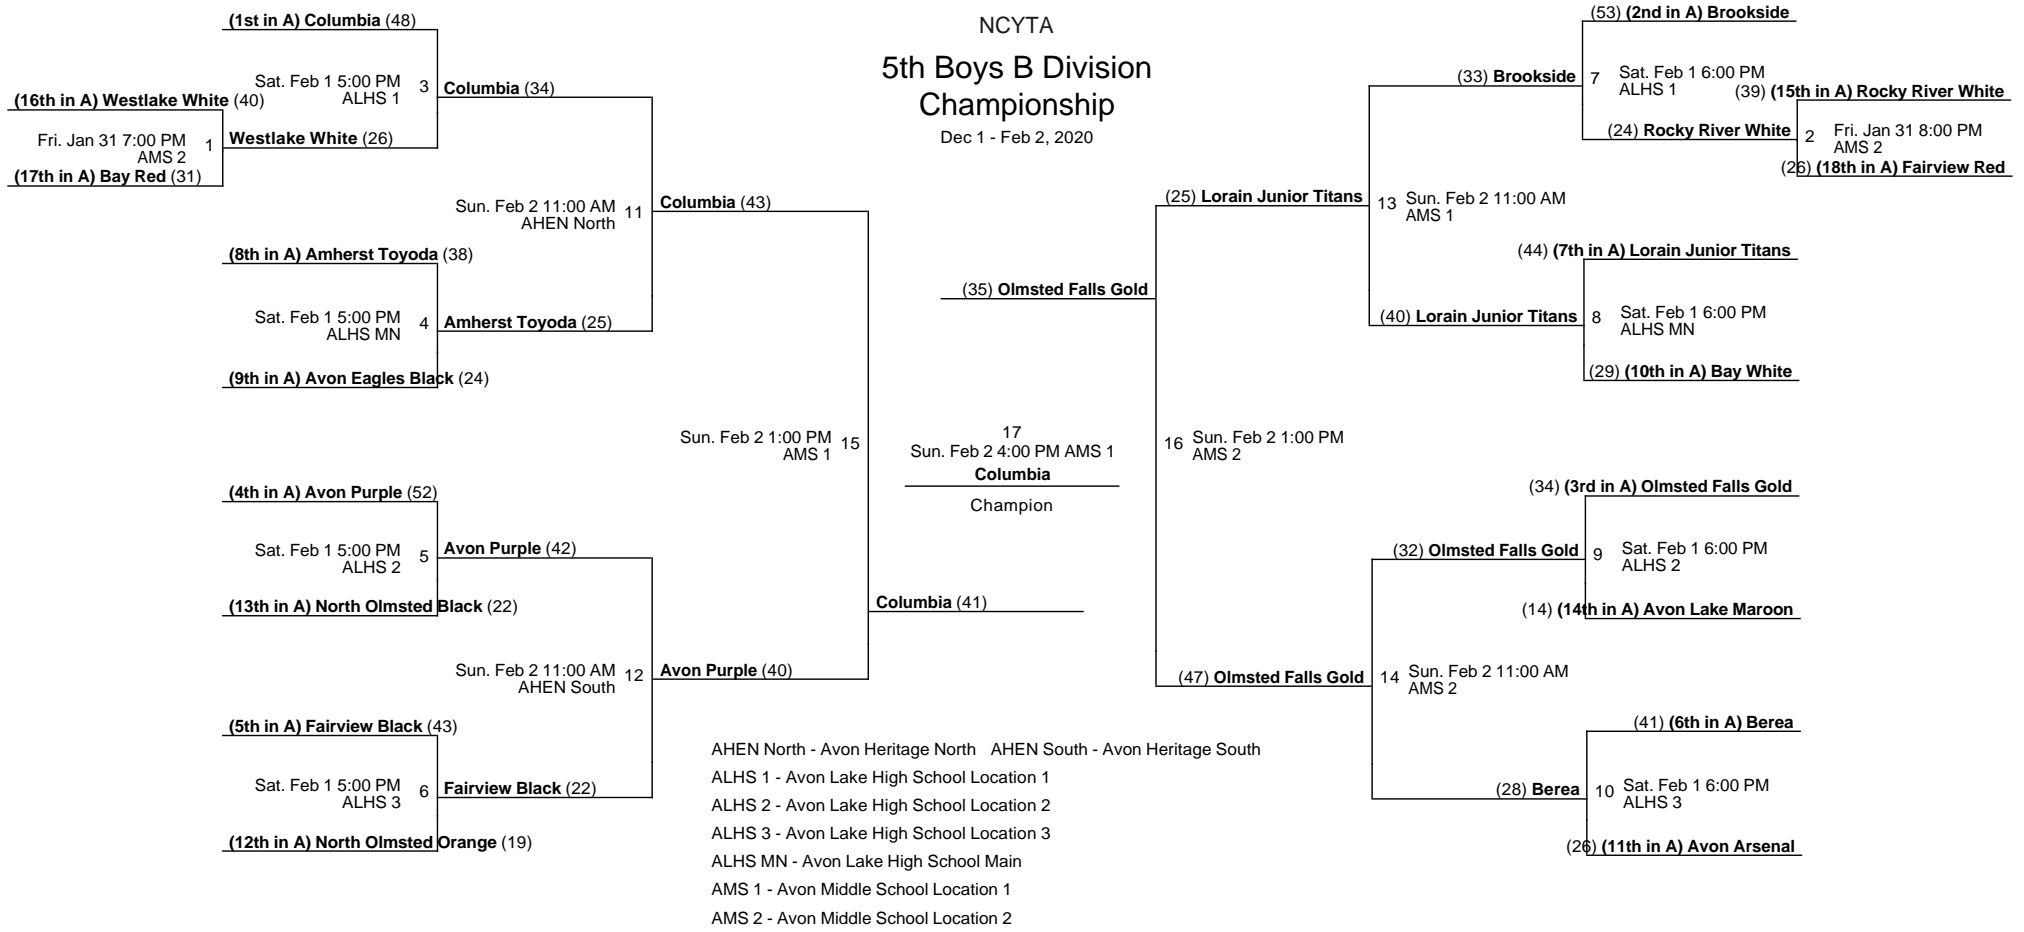 NCYTA
5th Boys B Division
Championship
Dec 1 - Feb 2, 2020
(1st in A) Columbia (48)
Sat. Feb 1 5:00 PM
ALHS 1
3
Columbia (34)
(16th in A) Westlake White (40)
Fri. Jan 31 7:00 PM
AMS 2
1
Westlake White (26)
(17th in A) Bay Red (31)
Sun. Feb 2 11:00 AM
AHEN North
11
Columbia (43)
(8th in A) Amherst Toyoda (38)
Sat. Feb 1 5:00 PM
ALHS MN
4
Amherst Toyoda (25)
(9th in A) Avon Eagles Black (24)
Sun. Feb 2 1:00 PM
AMS 1
15
(4th in A) Avon Purple (52)
Sat. Feb 1 5:00 PM
ALHS 2
5
Avon Purple (42)
(13th in A) North Olmsted Black (22)
Columbia (41)
Sun. Feb 2 11:00 AM
AHEN South
12
Avon Purple (40)
(5th in A) Fairview Black (43)
Sat. Feb 1 5:00 PM
ALHS 3
6
Fairview Black (22)
(12th in A) North Olmsted Orange (19)
17
Sun. Feb 2 4:00 PM AMS 1
Columbia
Champion
(53) (2nd in A) Brookside
(33) Brookside
7
Sat. Feb 1 6:00 PM
ALHS 1
(39) (15th in A) Rocky River White
(24) Rocky River White
2
Fri. Jan 31 8:00 PM
AMS 2
(26) (18th in A) Fairview Red
(25) Lorain Junior Titans
13
Sun. Feb 2 11:00 AM
AMS 1
(44) (7th in A) Lorain Junior Titans
(35) Olmsted Falls Gold
(40) Lorain Junior Titans
8
Sat. Feb 1 6:00 PM
ALHS MN
(29) (10th in A) Bay White
16
Sun. Feb 2 1:00 PM
AMS 2
(34) (3rd in A) Olmsted Falls Gold
(32) Olmsted Falls Gold
9
Sat. Feb 1 6:00 PM
ALHS 2
(14) (14th in A) Avon Lake Maroon
(47) Olmsted Falls Gold
14
Sun. Feb 2 11:00 AM
AMS 2
(41) (6th in A) Berea
(28) Berea
10
Sat. Feb 1 6:00 PM
ALHS 3
(26) (11th in A) Avon Arsenal
AHEN North - Avon Heritage North AHEN South - Avon Heritage South
ALHS 1 - Avon Lake High School Location 1
ALHS 2 - Avon Lake High School Location 2
ALHS 3 - Avon Lake High School Location 3
ALHS MN - Avon Lake High School Main
AMS 1 - Avon Middle School Location 1
AMS 2 - Avon Middle School Location 2